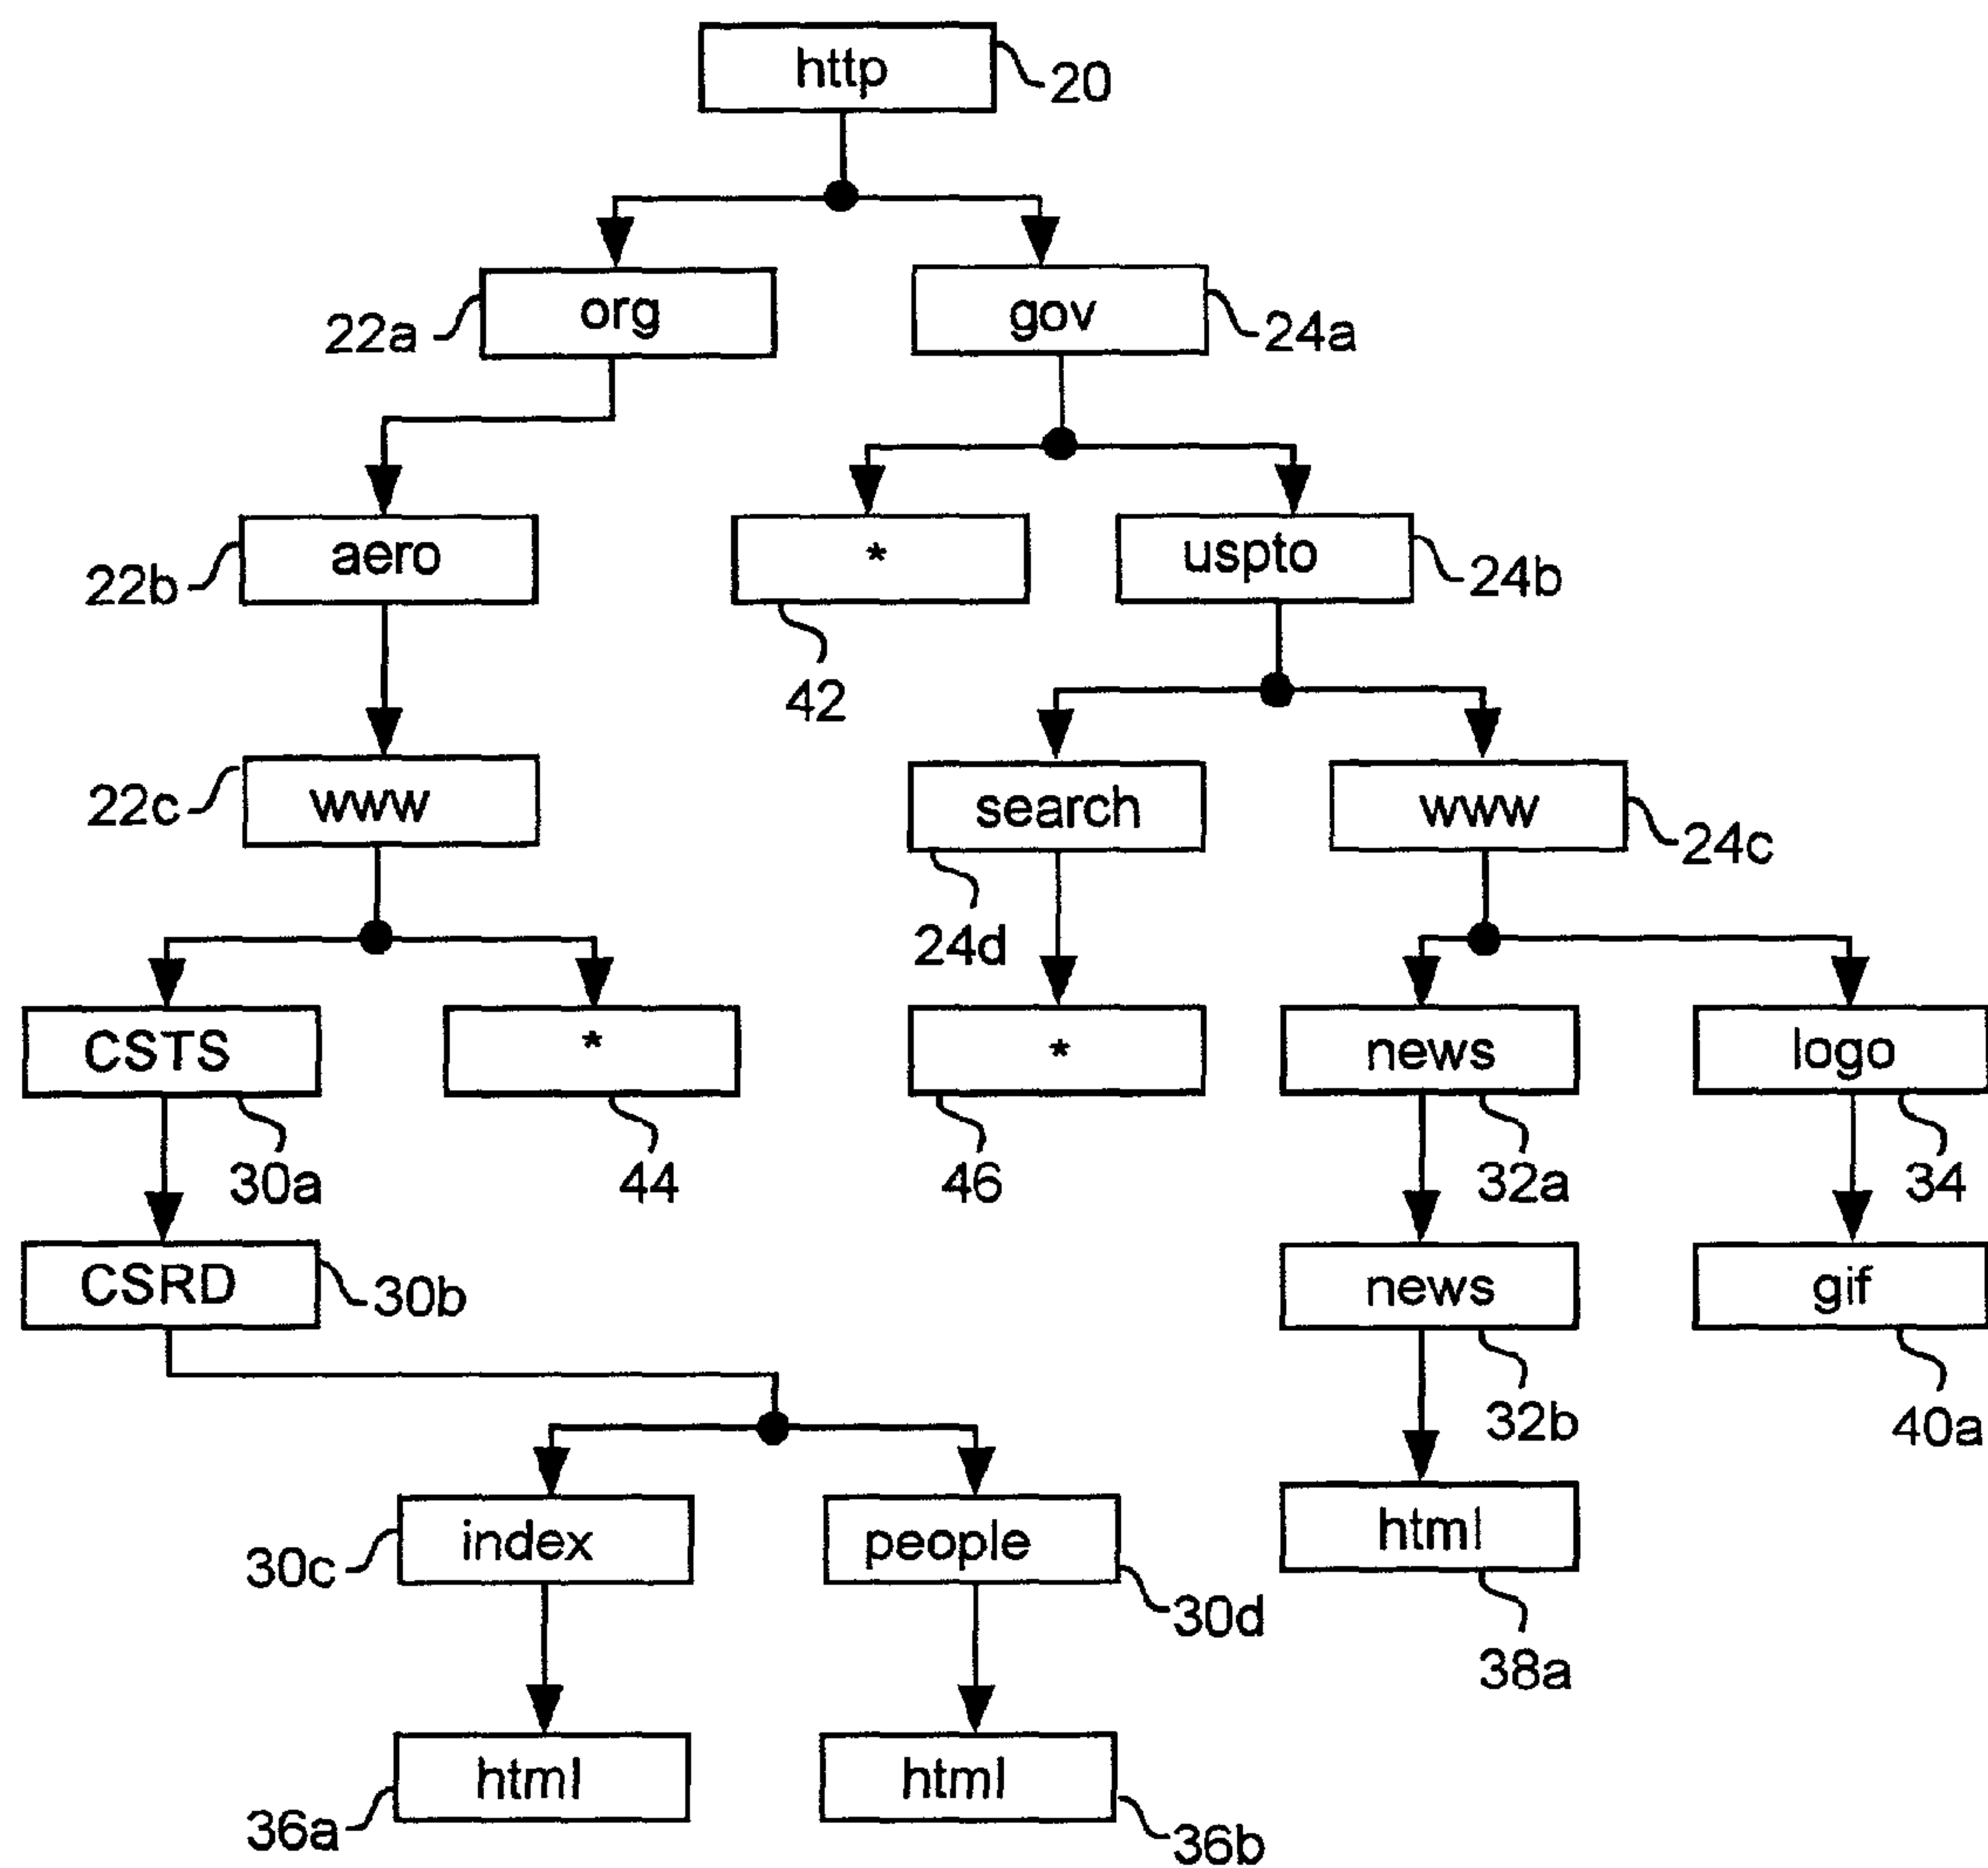 http
20
org
gov
22a
24a
aero
*
uspto
22b
24b
42
www
search
www
22c
24c
24d
CSTS
*
*
news
logo
30a
44
46
32a
34
CSRD
news
gif
30b
32b
40a
index
people
html
30c
30d
38a
html
html
36a
36b